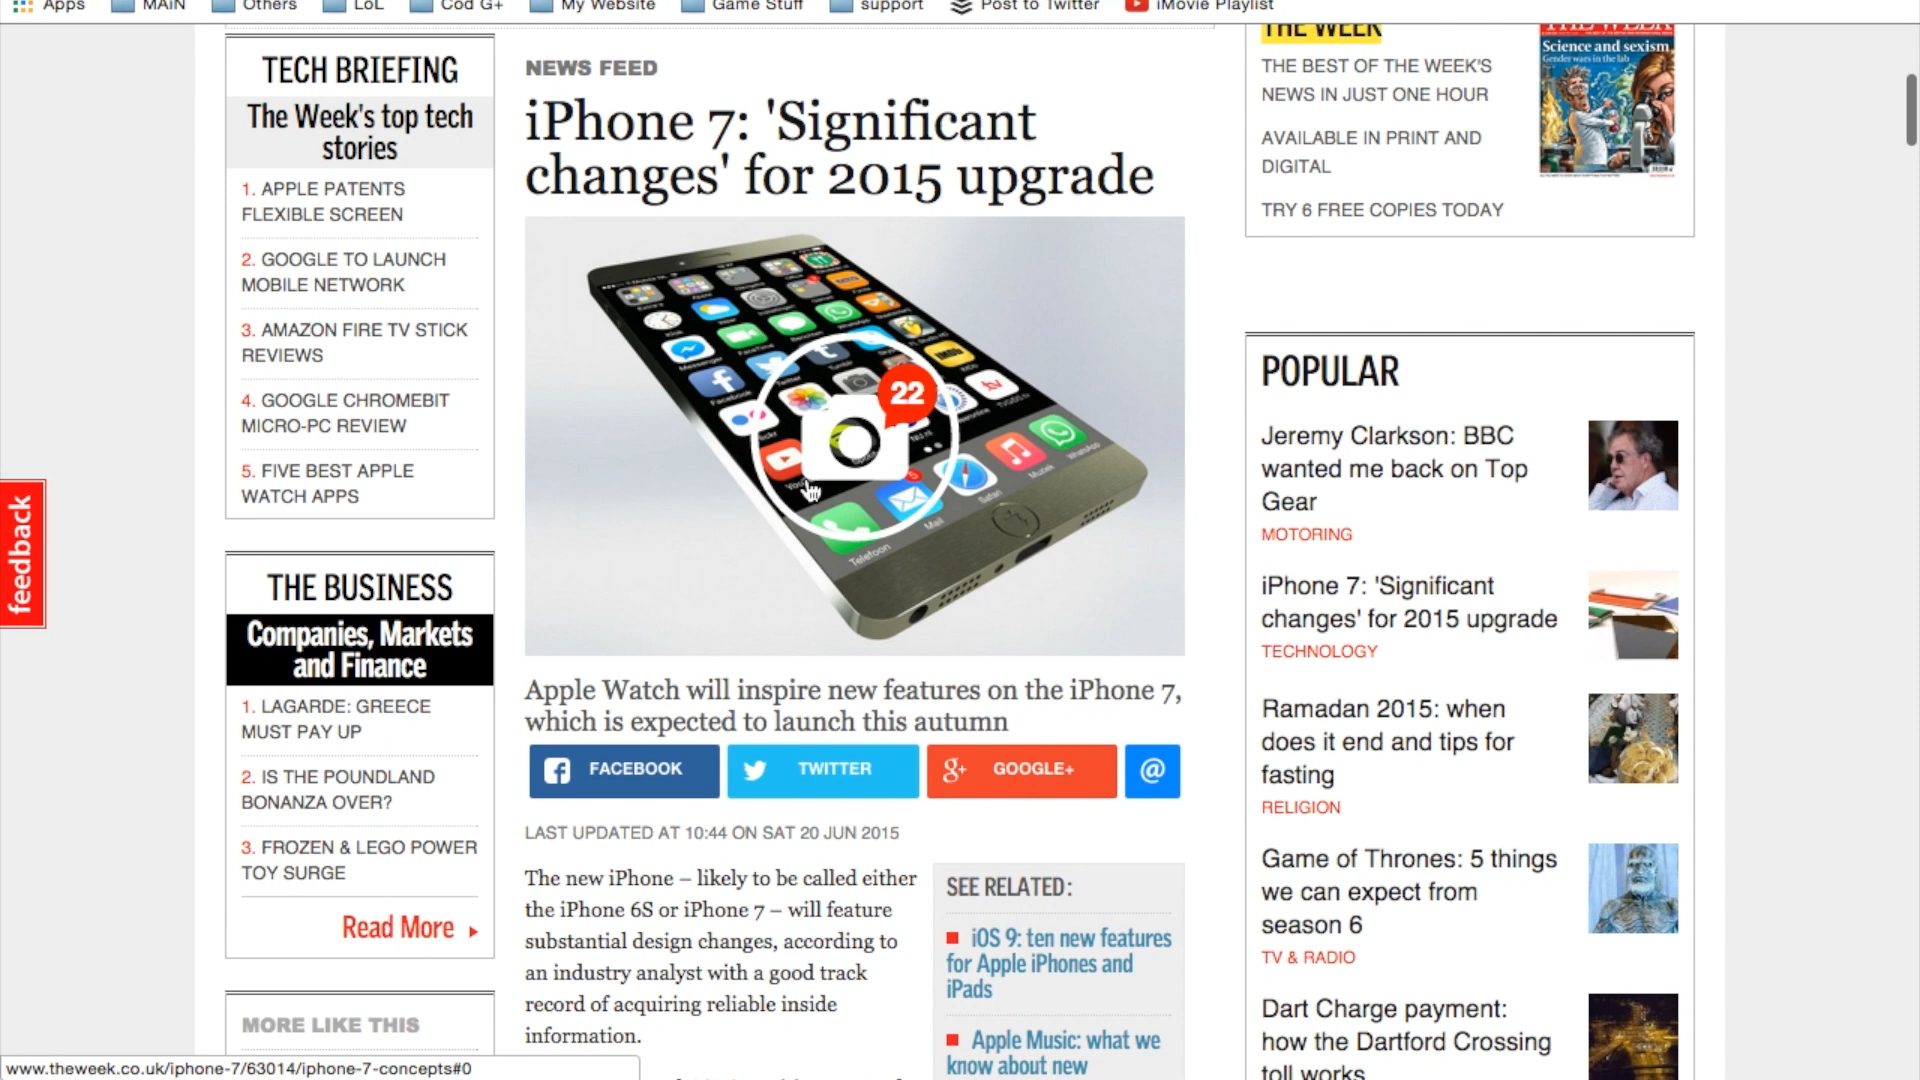 Apps
MAiN
Others
LoL
Cod G+
My Website
Game Stuff
support
Post to Twitter
iMovie Playlist
TECH BRIEFING
The Week's top tech
stories
1. APPLE PATENTS
FLEXIBLE SCREEN
2. GOOGLE TO LAUNCH
MOBILE NETWORK
3. AMAZON FIRE TV STICK
REVIEWS
4. GOOGLE CHROMEBIT
MICRO-PC REVIEW
5. FIVE BEST APPLE
WATCH APPS
feedback
THE BUSINESS
Companies, Markets
and Finance
1. LAGARDE: GREECE
MUST PAY UP
2. IS THE POUNDLAND
BONANZA OVER?
3. FROZEN & LEGO POWER
TOY SURGE
Read More
MORE LIKE THIS
NEWS FEED
iPhone 7: 'Significant
changes' for 2015 upgrade
22
Messenger
FaceTime
Facebook
Twitter
Tumblr
IMDb
Mail
Safari
Muziek
WhatsApp
Telefoon
Apple Watch will inspire new features on the iPhone 7,
which is expected to launch this autumn
FACEBOOK
TWITTER
g+ GOOGLE+
@
LAST UPDATED AT 10:44 ON SAT 20 JUN 2015
The new iPhone – likely to be called either
the iPhone 6S or iPhone 7 – will feature
substantial design changes, according to
an industry analyst with a good track
record of acquiring reliable inside
information.
SEE RELATED:
iOS 9: ten new features
for Apple iPhones and
iPads
Apple Music: what we
know about new
THE WEEK
THE BEST OF THE WEEK'S
NEWS IN JUST ONE HOUR
AVAILABLE IN PRINT AND
DIGITAL
TRY 6 FREE COPIES TODAY
THE WEEK
Science and sexism
Gender wars in the lab
POPULAR
Jeremy Clarkson: BBC
wanted me back on Top
Gear
MOTORING
iPhone 7: 'Significant
changes' for 2015 upgrade
TECHNOLOGY
Ramadan 2015: when
does it end and tips for
fasting
RELIGION
Game of Thrones: 5 things
we can expect from
season 6
TV & RADIO
Dart Charge payment:
how the Dartford Crossing
toll works
www.theweek.co.uk/iphone-7/63014/iphone-7-concepts#0